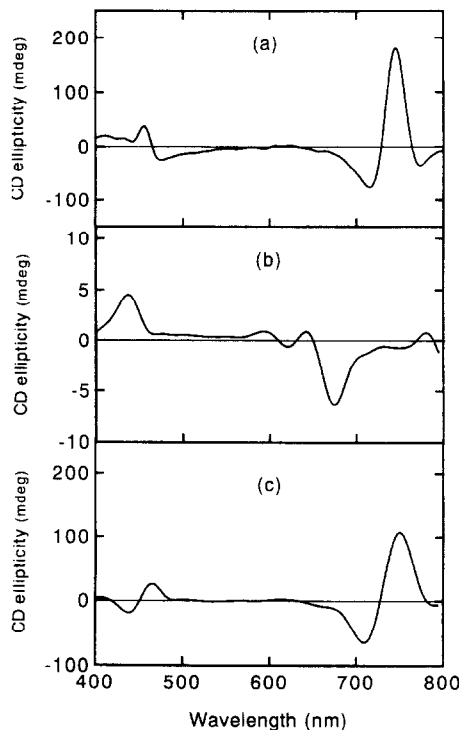 200
(a)
100
0
-100
CD ellipticity (mdeg)
10
(b)
5
0
-5
-10
CD ellipticity (mdeg)
200
(c)
100
0
-100
CD ellipticity (mdeg)
400 500 600 700 800
Wavelength (nm)